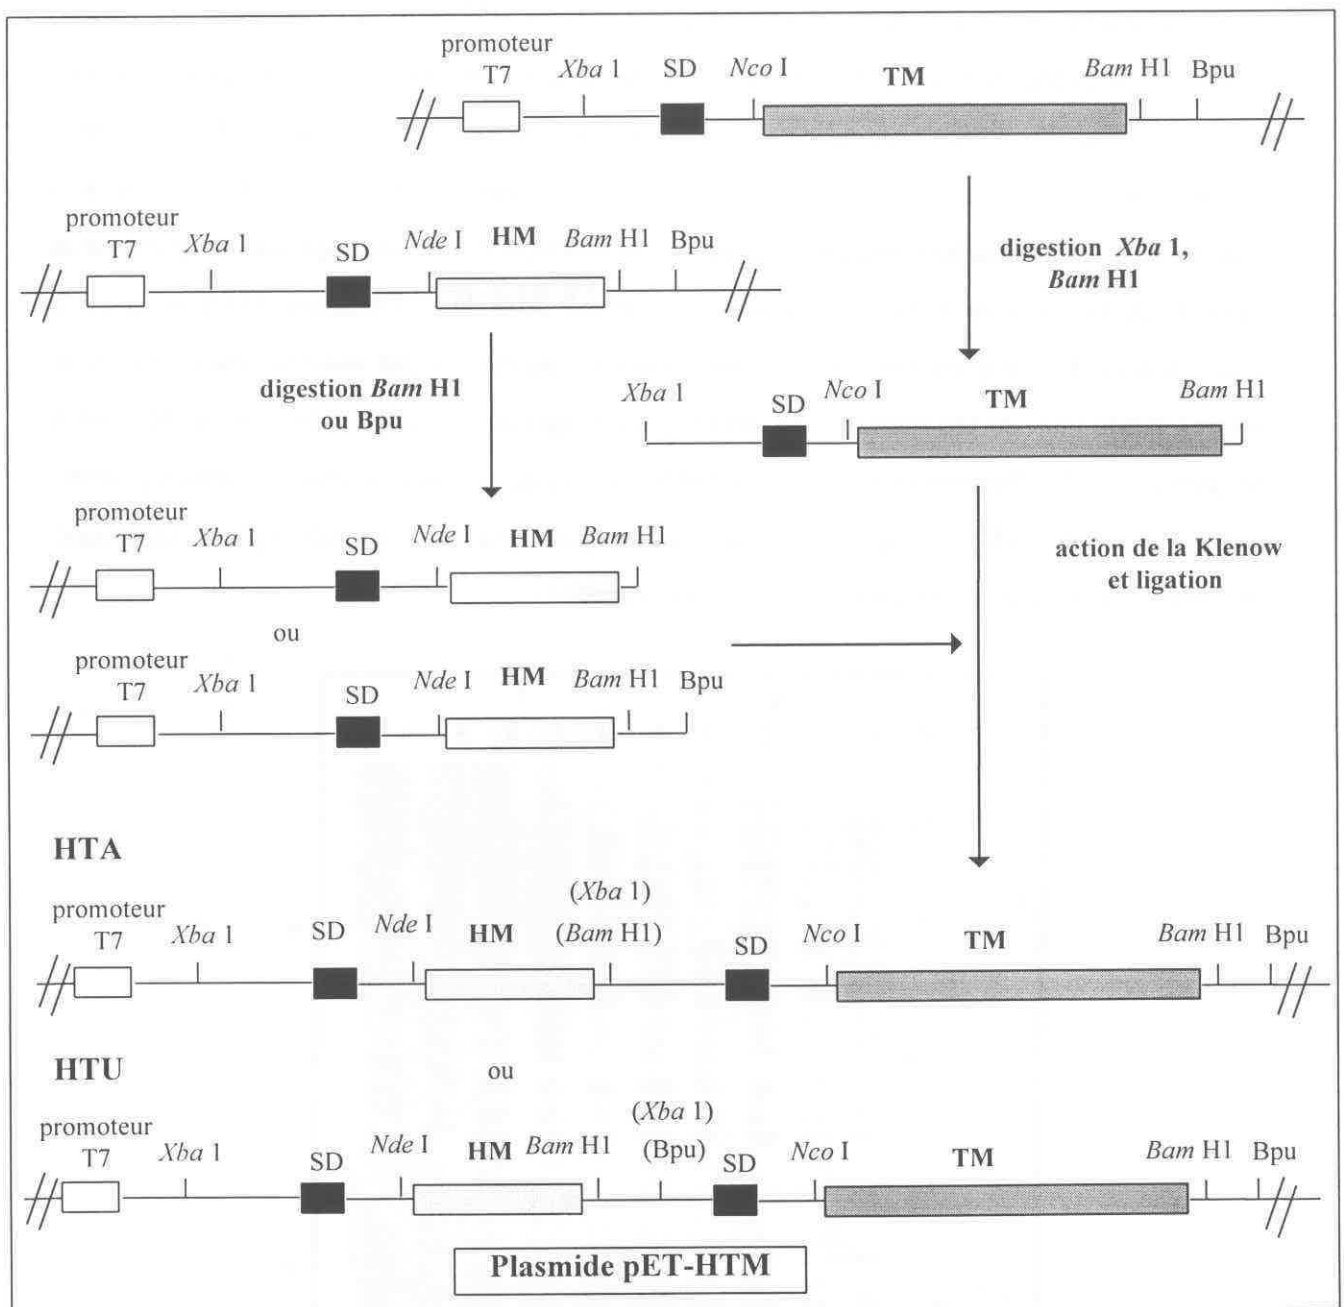 promoteur
T7 Xba 1 SD Nco I TM Bam H1 Bpu
promoteur
T7 Xba 1 SD Nde I HM Bam H1 Bpu
digestion Xba 1,
Bam H1
digestion Bam H1
ou Bpu
Xba 1 SD Nco I TM Bam H1
promoteur
T7 Xba 1 SD Nde I HM Bam H1
action de la Klenow
et ligation
ou
promoteur
T7 Xba 1 SD Nde I HM Bam H1 Bpu
HTA
(Xba 1)
promoteur
T7 Xba 1 SD Nde I HM (Bam H1) SD Nco I TM Bam H1 Bpu
HTU
ou
(Xba 1)
promoteur
T7 Xba 1 SD Nde I HM Bam H1 (Bpu) SD Nco I TM Bam H1 Bpu
Plasmide pET-HTM